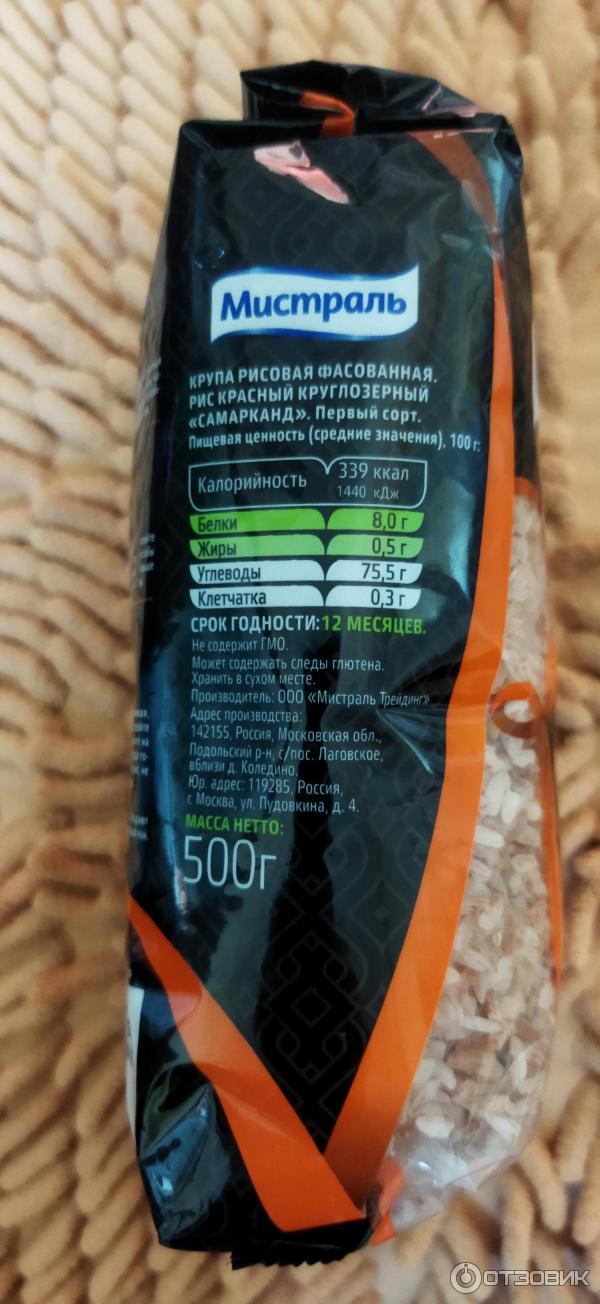 Мистраль
КРУПА РИСОВАЯ ФАСОВАННАЯ.
РИС КРАСНЫЙ КРУГЛОЗЕРНЫЙ
«САМАРКАНД». Первый сорт.
Пищевая ценность (средние значения), 100 г:
Калорийность 339 ккал
1440 кДж
Белки 8,0 г
Жиры 0,5 г
Углеводы 75,5 г
Клетчатка 0,3 г
СРОК ГОДНОСТИ: 12 МЕСЯЦЕВ.
Не содержит ГМО.
Может содержать следы глютена.
Хранить в сухом месте.
Производитель: ООО «Мистраль Трейдинг»
Адрес производства:
142155, Россия, Московская обл.,
Подольский р-н, с/пос. Лаговское,
вблизи д. Коледино.
Юр. адрес: 119285, Россия,
г. Москва, ул. Пудовкина, д. 4.
МАССА НЕТТО:
500г
ОТЗОВИК